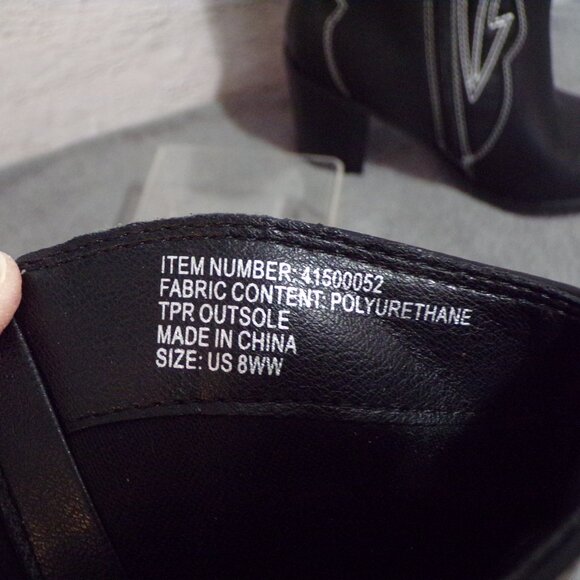 ITEM NUMBER: 41500052
FABRIC CONTENT: POLYURETHANE
TPR OUTSOLE
MADE IN CHINA
SIZE: US 8WW